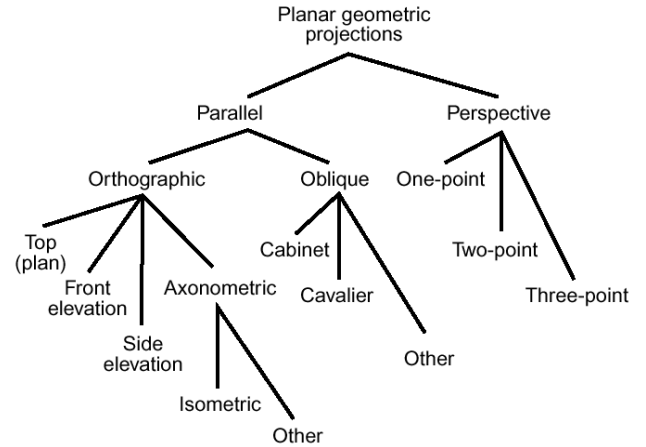 Planar geometric
projections
Parallel
Perspective
Orthographic
Oblique
One-point
Top
(plan)
Cabinet
Two-point
Front
elevation
Axonometric
Cavalier
Three-point
Side
elevation
Other
Isometric
Other